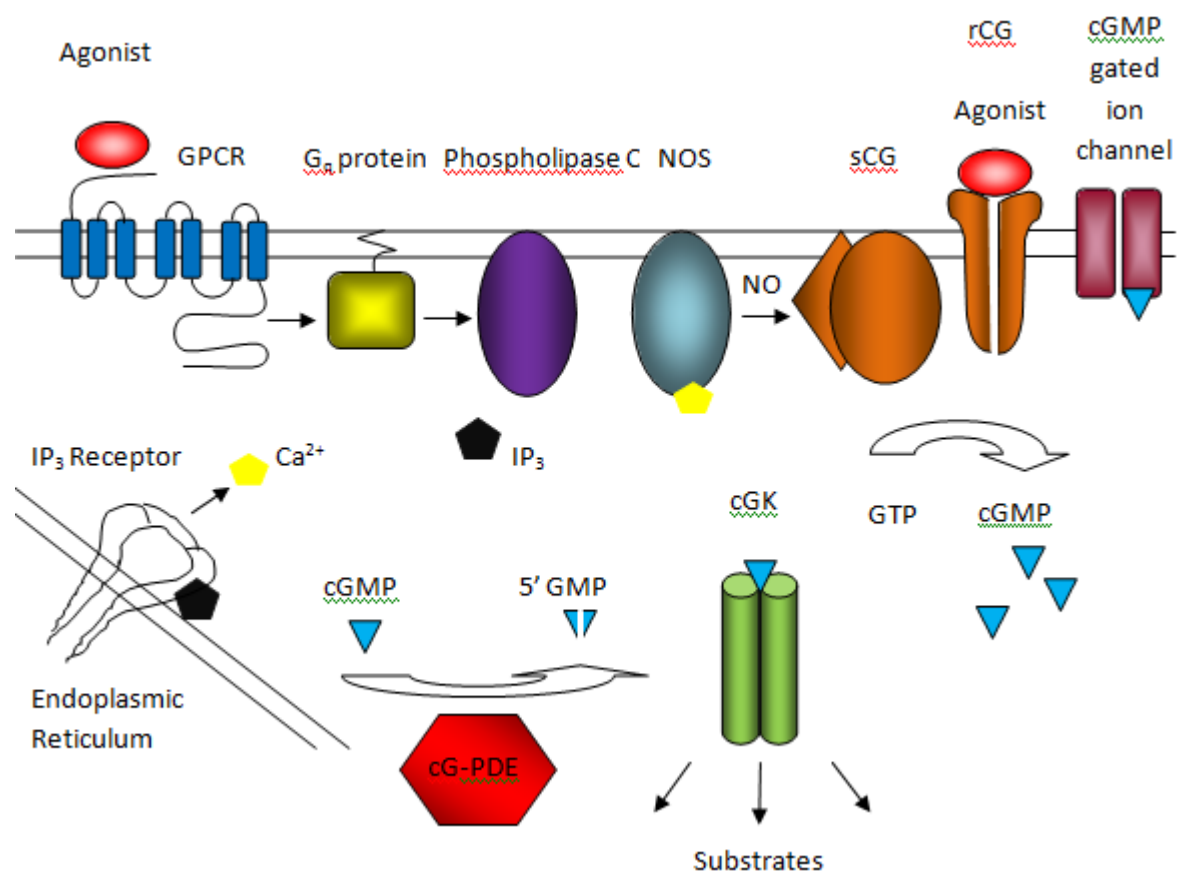 Agonist
GPCR
Gq protein
Phospholipase C
NOS
sCG
rCG
Agonist
cGMP
gated
ion
channel
NO
IP₃ Receptor
Ca²⁺
IP₃
cGK
GTP
cGMP
cGMP
5’ GMP
Endoplasmic
Reticulum
cG-PDE
Substrates